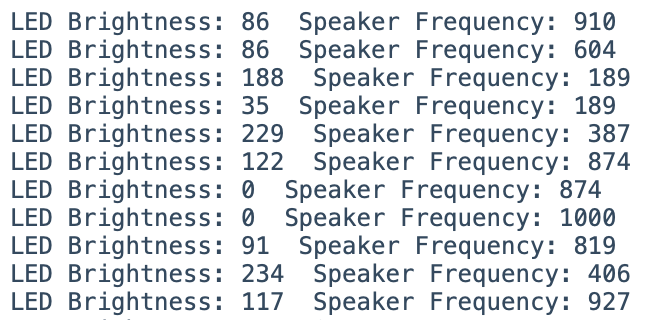 LED Brightness: 86  Speaker Frequency: 910
LED Brightness: 86  Speaker Frequency: 604
LED Brightness: 188  Speaker Frequency: 189
LED Brightness: 35  Speaker Frequency: 189
LED Brightness: 229  Speaker Frequency: 387
LED Brightness: 122  Speaker Frequency: 874
LED Brightness: 0  Speaker Frequency: 874
LED Brightness: 0  Speaker Frequency: 1000
LED Brightness: 91  Speaker Frequency: 819
LED Brightness: 234  Speaker Frequency: 406
LED Brightness: 117  Speaker Frequency: 927